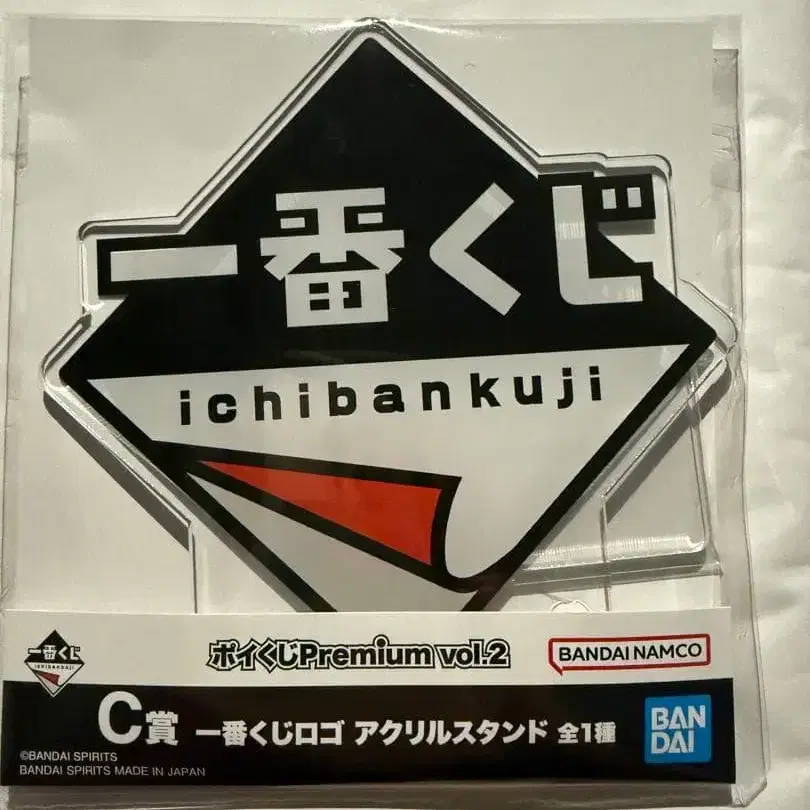 一番くじ
ichibankuji
一番くじ
ichibankuji
ポイくじPremium vol.2
BANDAI NAMCO
C賞 一番くじロゴ アクリルスタンド 全1種
BAN
DAI
©BANDAI SPIRITS
BANDAI SPIRITS MADE IN JAPAN